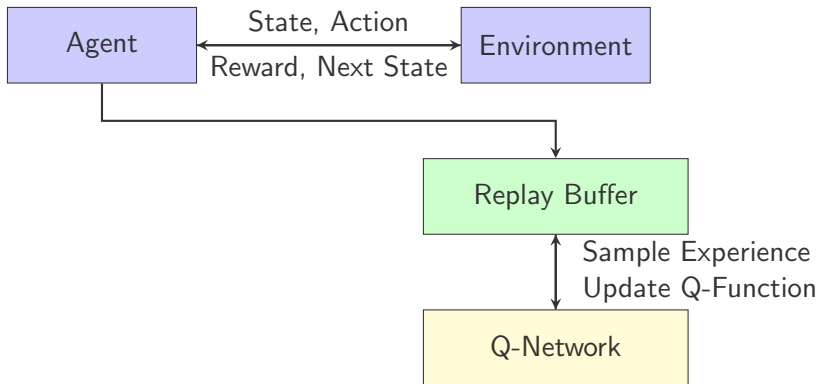 Agent
State, Action
Reward, Next State
Environment
Replay Buffer
Sample Experience
Update Q-Function
Q-Network